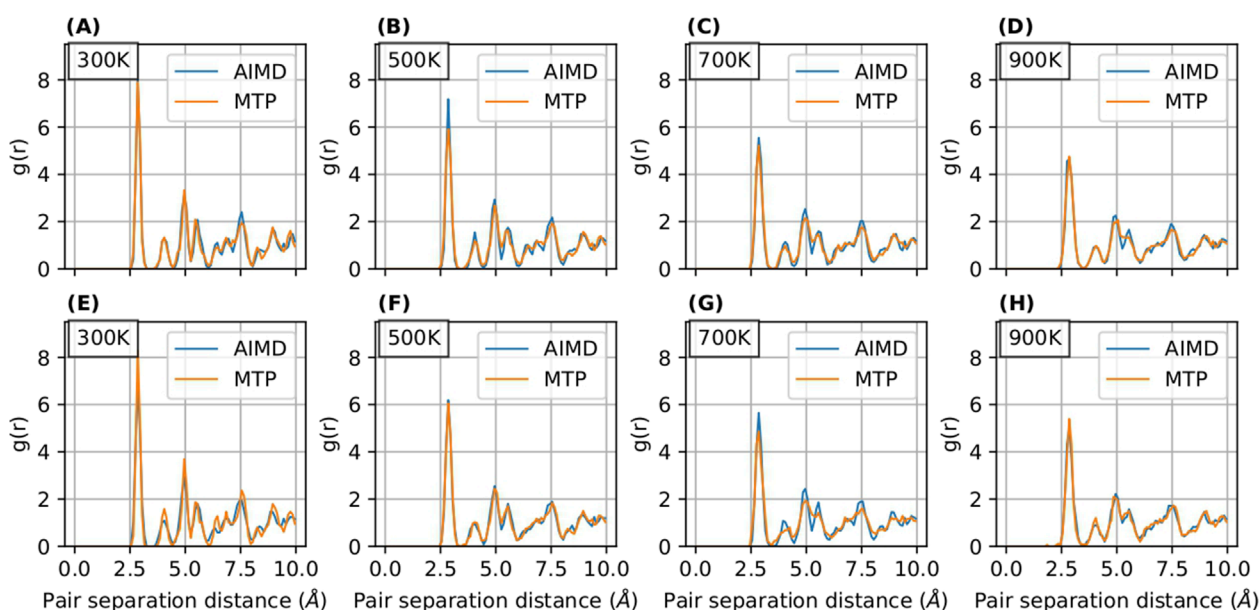 (A) (B) (C) (D)
300K AIMD MTP
500K AIMD MTP
700K AIMD MTP
900K AIMD MTP
g(r) g(r) g(r) g(r)
8 8 8 8
6 6 6 6
4 4 4 4
2 2 2 2
0 0 0 0
(E) (F) (G) (H)
300K AIMD MTP
500K AIMD MTP
700K AIMD MTP
900K AIMD MTP
g(r) g(r) g(r) g(r)
8 8 8 8
6 6 6 6
4 4 4 4
2 2 2 2
0 0 0 0
0.0 2.5 5.0 7.5 10.0 0.0 2.5 5.0 7.5 10.0 0.0 2.5 5.0 7.5 10.0 0.0 2.5 5.0 7.5 10.0
Pair separation distance (Å) Pair separation distance (Å) Pair separation distance (Å) Pair separation distance (Å)